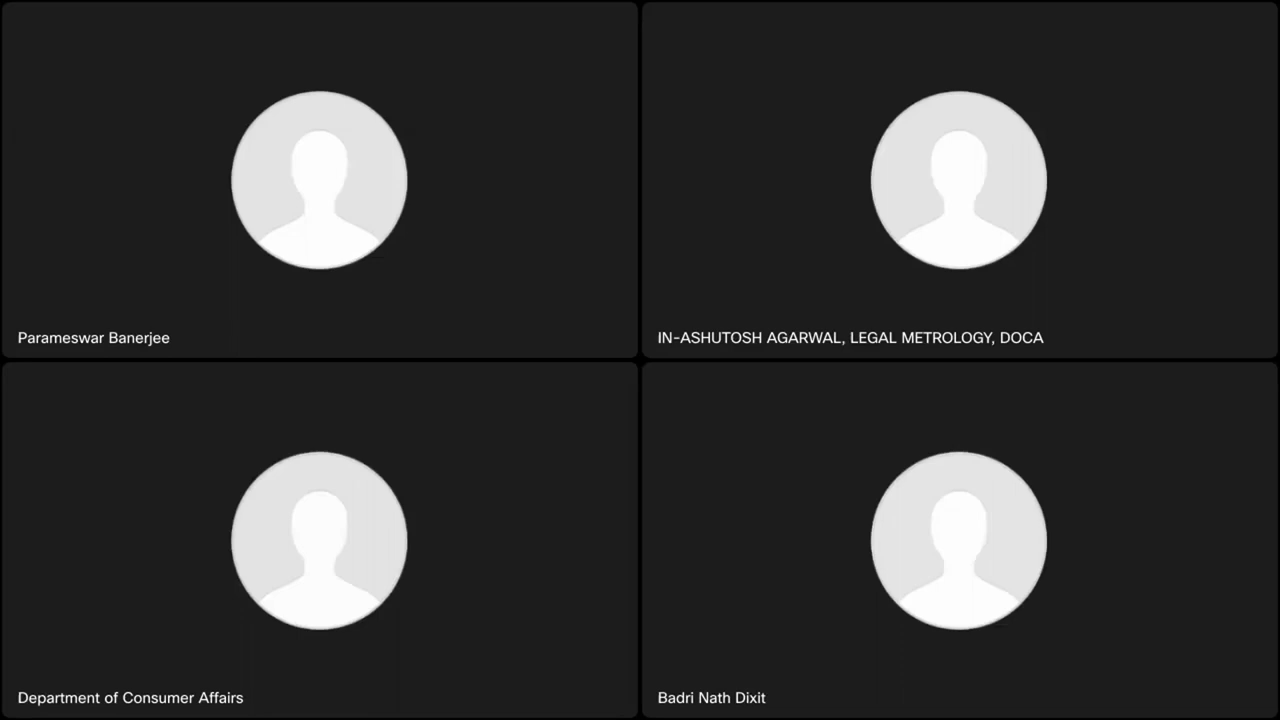 Parameswar Banerjee
IN-ASHUTOSH AGARWAL, LEGAL METROLOGY, DOCA
Department of Consumer Affairs
Badri Nath Dixit